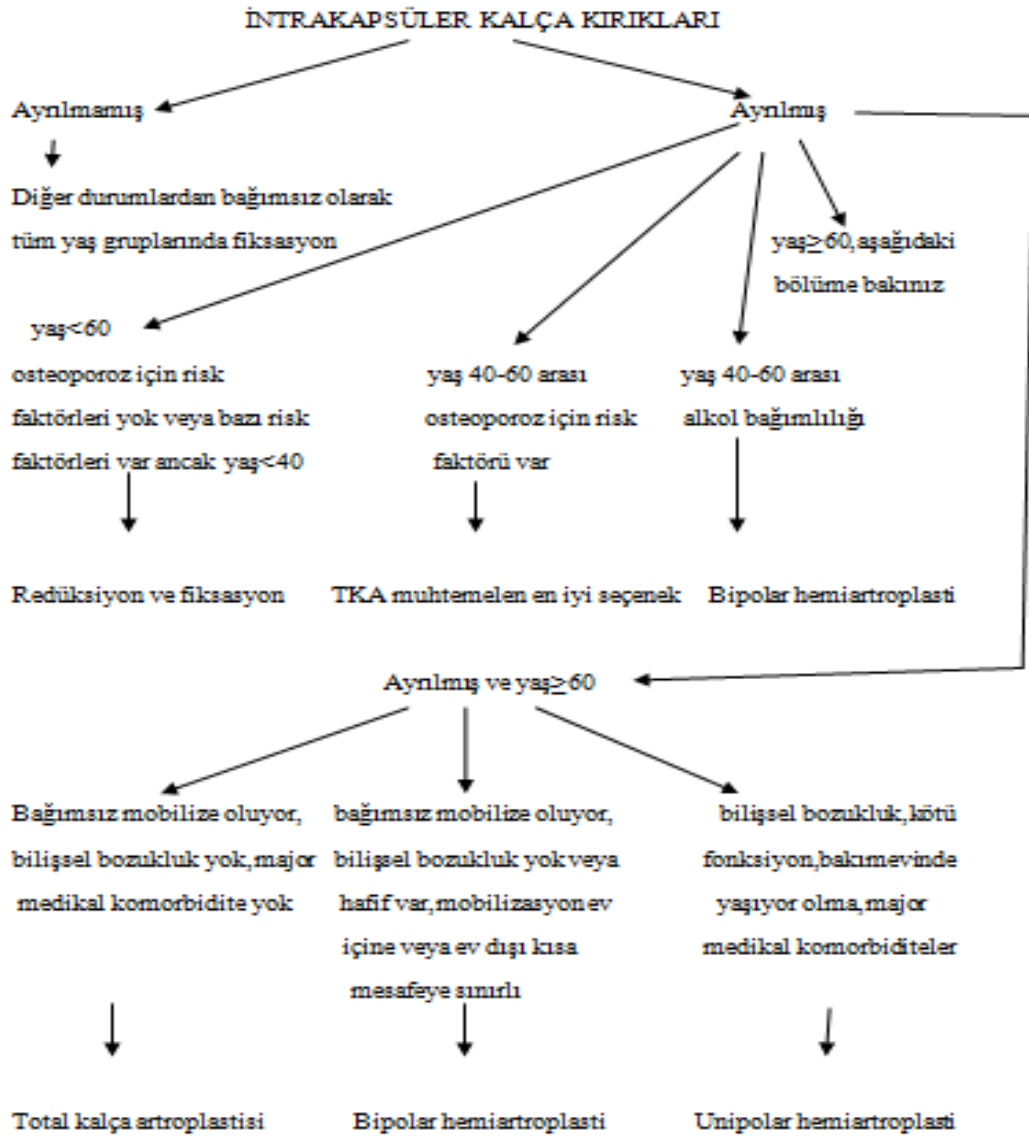 İNTRAKAPSÜLER KALÇA KIRIKLARI
Ayrılmamış
Ayrılmış
Diğer durumlardan bağımsız olarak
tüm yaş gruplarında fiksasyon
yaş≥60,aşağıdaki
bölüme bakınız
yaş<60
osteoporoz için risk
faktörleri yok veya bazı risk
faktörleri var ancak yaş<40
yaş 40-60 arası
osteoporoz için risk
faktörü var
yaş 40-60 arası
alkol bağımlılığı
Redüksiyon ve fiksasyon
TKA muhtemelen en iyi seçenek
Bipolar hemiartroplasti
Ayrılmış ve yaş≥60
Bağımsız mobilize oluyor,
bilişsel bozukluk yok,major
medikal komorbidite yok
bağımsız mobilize oluyor,
bilişsel bozukluk yok veya
hafif var,mobilizasyon ev
içine veya ev dışı kısa
mesafeye sınırlı
bilişsel bozukluk,kötü
fonksiyon,bakımevinde
yaşıyor olma,major
medikal komorbiditeler
Total kalça artroplastisi
Bipolar hemiartroplasti
Unipolar hemiartroplasti